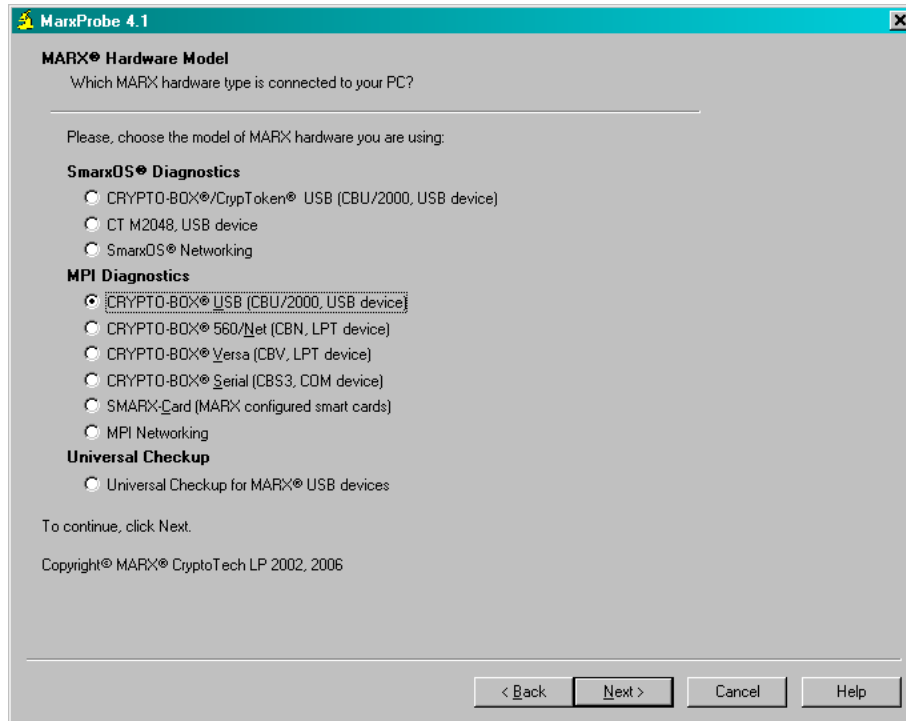 MarxProbe 4.1
MARX® Hardware Model
Which MARX hardware type is connected to your PC?
Please, choose the model of MARX hardware you are using:
SmarxOS® Diagnostics
CRYPTO-BOX®/CrypToken® USB (CBU/2000, USB device)
CT M2048, USB device
SmarxOS® Networking
MPI Diagnostics
CRYPTO-BOX® USB (CBU/2000, USB device)
CRYPTO-BOX® 560/Net (CBN, LPT device)
CRYPTO-BOX® Versa (CBV, LPT device)
CRYPTO-BOX® Serial (CBS3, COM device)
SMARX-Card (MARX configured smart cards)
MPI Networking
Universal Checkup
Universal Checkup for MARX® USB devices
To continue, click Next.
Copyright© MARX® CryptoTech LP 2002, 2006
< Back Next > Cancel Help